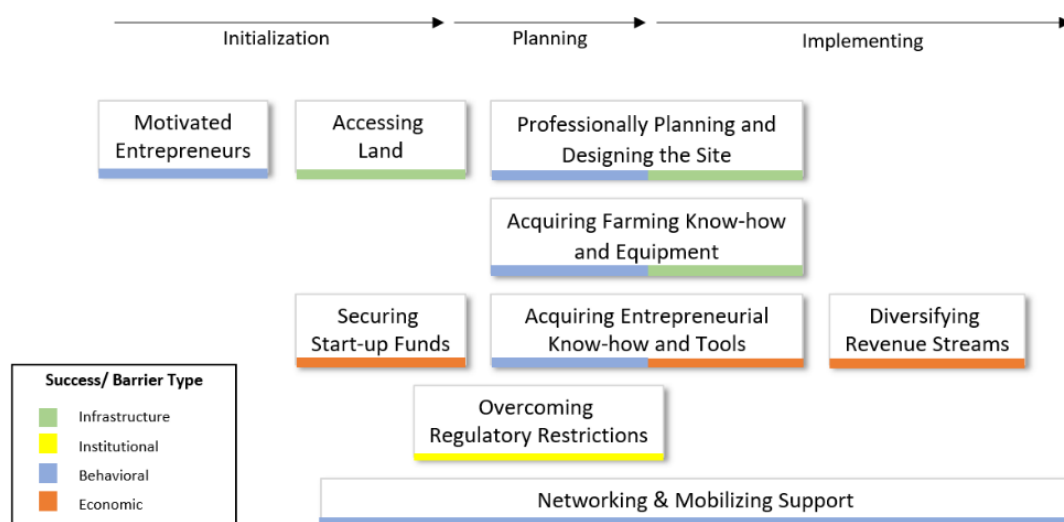 Initialization
Planning
Implementing
Motivated
Entrepreneurs
Accessing
Land
Professionally Planning and
Designing the Site
Acquiring Farming Know-how
and Equipment
Securing
Start-up Funds
Acquiring Entrepreneurial
Know-how and Tools
Diversifying
Revenue Streams
Overcoming
Regulatory Restrictions
Networking & Mobilizing Support
Success/ Barrier Type
Infrastructure
Institutional
Behavioral
Economic